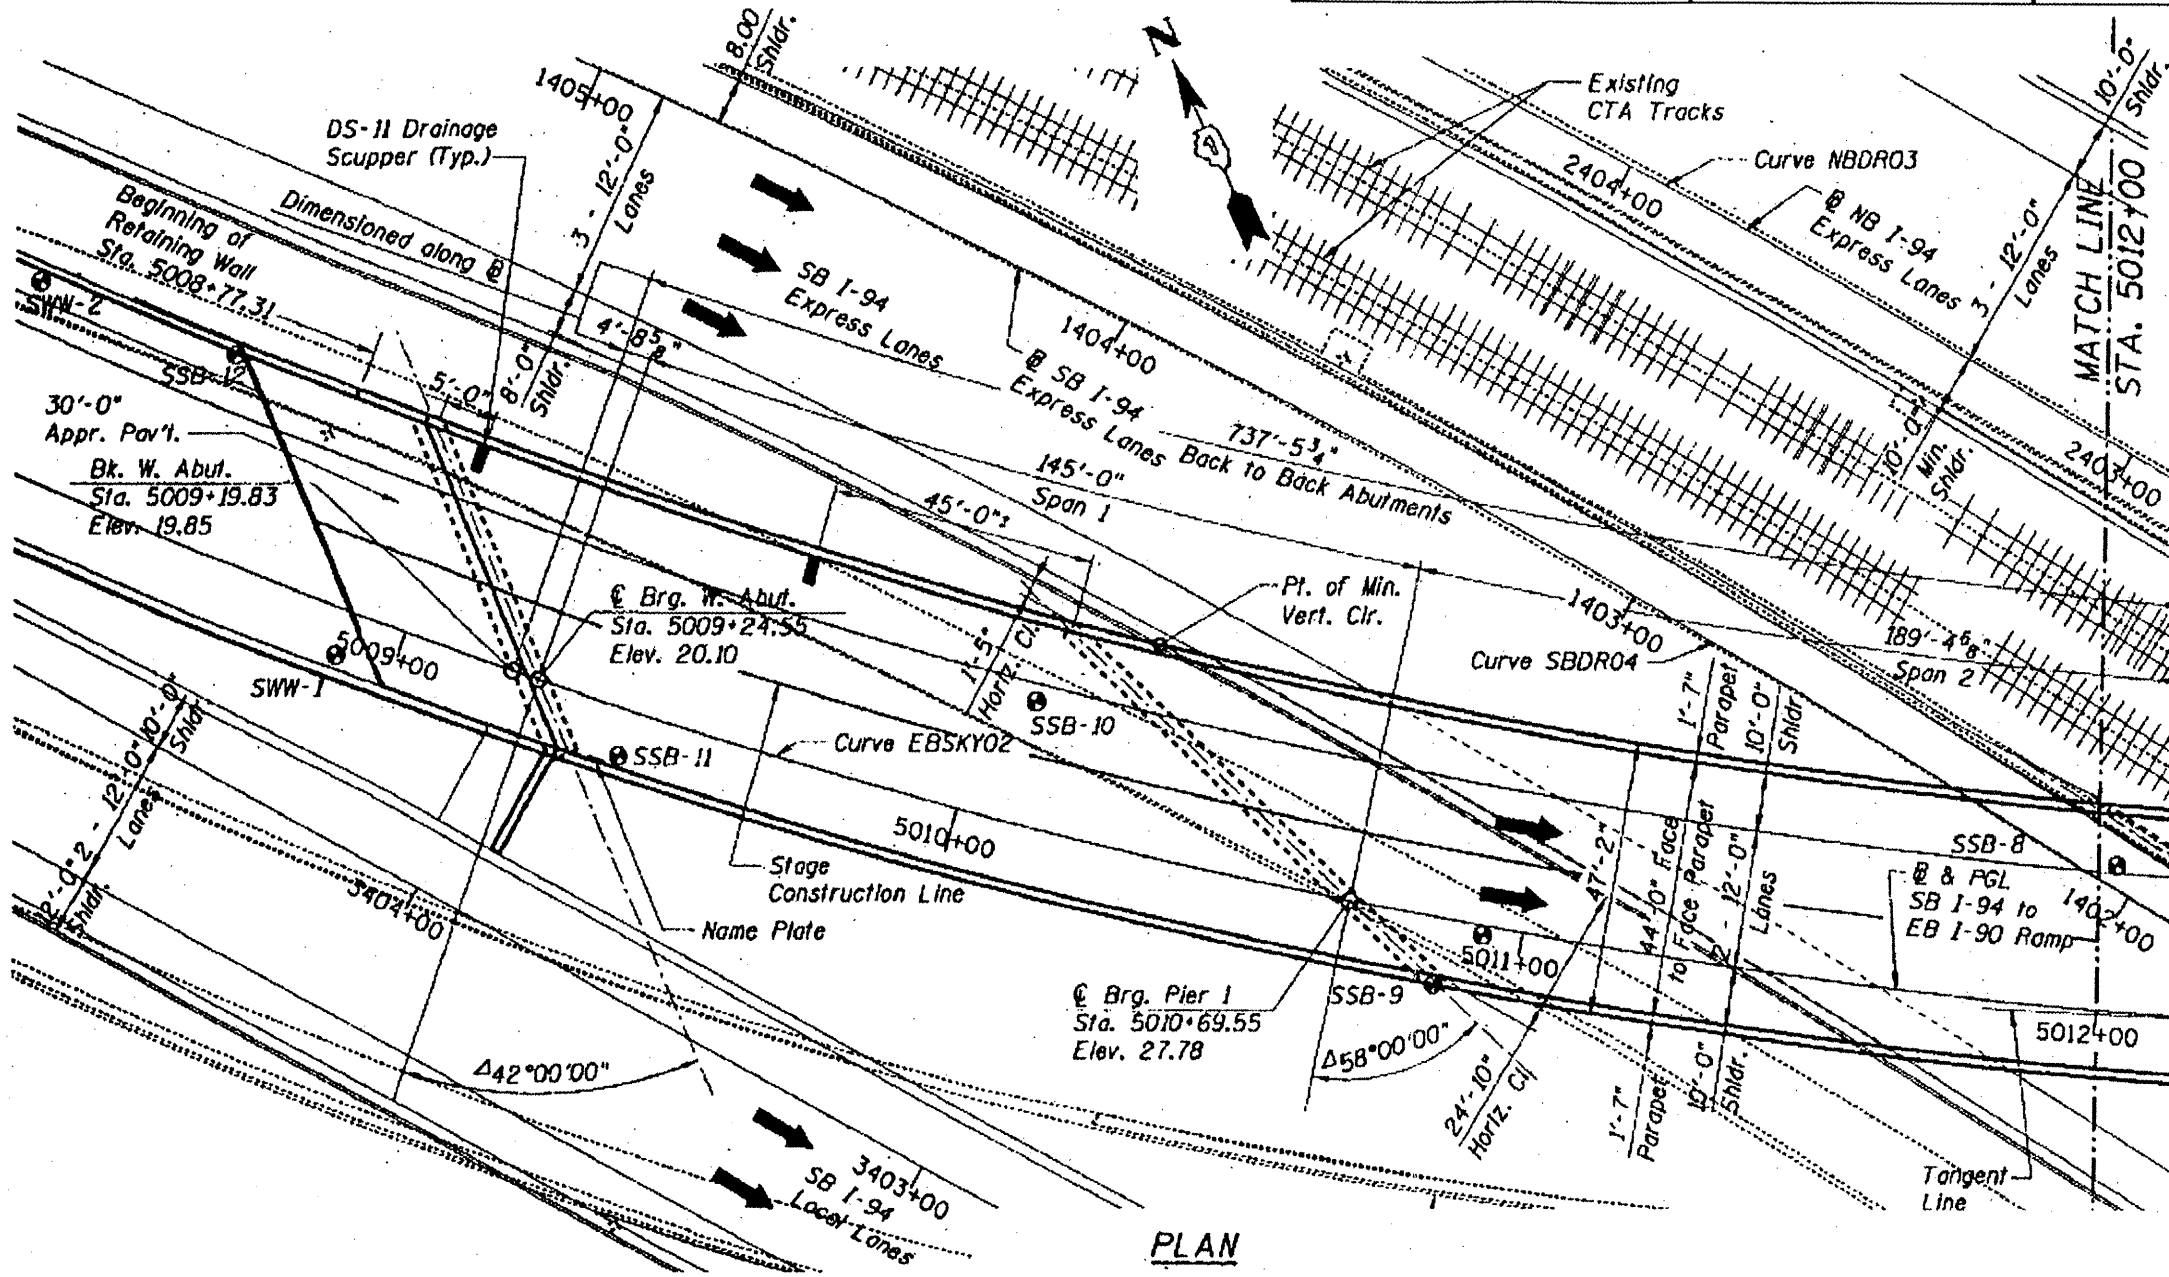 8.00
Shldr.
N
10'-0"
Shldr.
1405+00
Existing
CTA Tracks
Curve NBDR03
2404+00
DS-11 Drainage
Scupper (Typ.)
3 - 12'-0"
Lanes
℄ NB I-94
Express Lanes
3 - 12'-0"
Lanes
MATCH LINE
STA. 5012+00
Beginning of
Retaining Wall
Sta. 5008+77.31
Dimensioned along ℄
SB I-94
Express Lanes
1404+00
℄ SB I-94
Express Lanes
SWW-2
SSB-12
4'-8 5/8"
5'-0"
8'-0"
Shldr.
30'-0"
Appr. Pav't.
Bk. W. Abut.
Sta. 5009+19.83
Elev. 19.85
737'-5 3/4"
Back to Back Abutments
145'-0"
Span 1
45'-0"±
10'-0"
Min.
Shldr.
2403+00
℄ Brg. W. Abut.
Sta. 5009+24.55
Elev. 20.10
Pt. of Min.
Vert. Clr.
1403+00
Curve SBDR04
189'-4 6/8"
Span 2
5009+00
SWW-1
Horiz. Cl.
SSB-10
SSB-11
Curve EBSKY02
1'-7"
Parapet
10'-0"
Shldr.
10'-0"
Shldr.
2 - 12'-0"
Lanes
2'-0"
Shldr.
3404+00
5010+00
Stage
Construction Line
Name Plate
47'-2"
44'-10" Face
to Face Parapet
2 - 12'-0"
Lanes
SSB-8
℄ & PGL
SB I-94 to
EB I-90 Ramp
1402+00
5011+00
SSB-9
℄ Brg. Pier 1
Sta. 5010+69.55
Elev. 27.78
5012+00
Δ42°00'00"
Δ58°00'00"
24'-10"
Horiz. Cl.
1'-7"
Parapet
10'-0"
Shldr.
Tangent
Line
3403+00
SB I-94
Local Lanes
PLAN